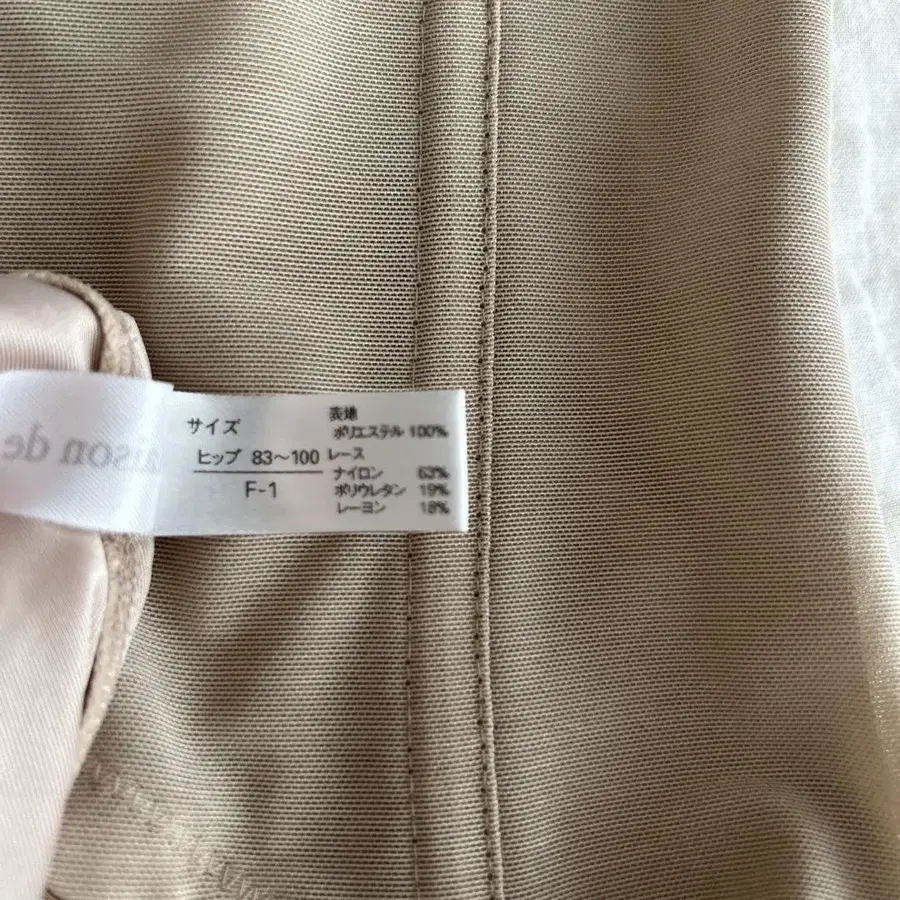 サイズ
ヒップ 83～100
F-1
表地
ポリエステル 100%
レース
ナイロン 63%
ポリウレタン 19%
レーヨン 18%
aison de